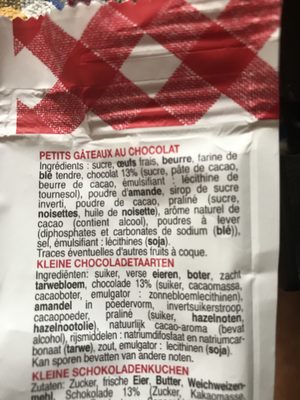 PETITS GÂTEAUX AU CHOCOLAT
Ingrédients : sucre, œufs frais, beurre, farine de
blé tendre, chocolat 13% (sucre, pâte de cacao,
beurre de cacao, émulsifiant : lécithine de
tournesol), poudre d'amande, sirop de sucre
inverti, poudre de cacao, praliné (sucre,
noisettes, huile de noisette), arôme naturel de
cacao (contient alcool), poudres à lever
(diphosphates et carbonates de sodium (blé)),
sel, émulsifiant : lécithines (soja).
Traces éventuelles d'autres fruits à coque.
KLEINE CHOCOLADETAARTEN
Ingrediënten: suiker, verse eieren, boter, zacht
tarwebloem, chocolade 13% (suiker, cacaomassa,
cacaoboter, emulgator : zonnebloemlecithinen),
amandel in poedervorm, invertsuikerstroop,
cacaopoeder, praliné (suiker, hazelnoten,
hazelnootolie), natuurlijk cacao-aroma (bevat
alcohol), rijsmiddelen : natriumdifosfaat en natriumcar-
bonaat (tarwe), zout, emulgator : lecithinen (soja).
Kan sporen bevatten van andere noten.
KLEINE SCHOKOLADENKUCHEN
Zutaten: Zucker, frische Eier, Butter, Weichweizen-
mehl, Schokolade 13% (Zucker, Kakaomasse,